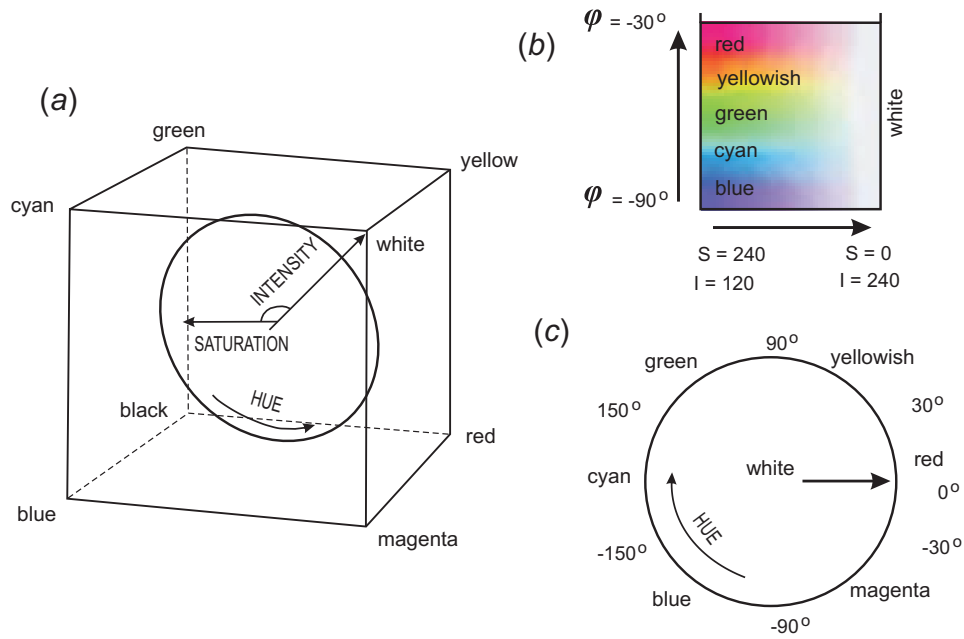 (a)
green
yellow
cyan
white
INTENSITY
SATURATION
HUE
black
red
blue
magenta
(b)
φ = -30°
red
yellowish
green
cyan
blue
white
φ = -90°
S = 240 S = 0
I = 120 I = 240
(c)
90°
green yellowish
150° 30°
red
cyan white
0°
HUE
-150° -30°
blue magenta
-90°